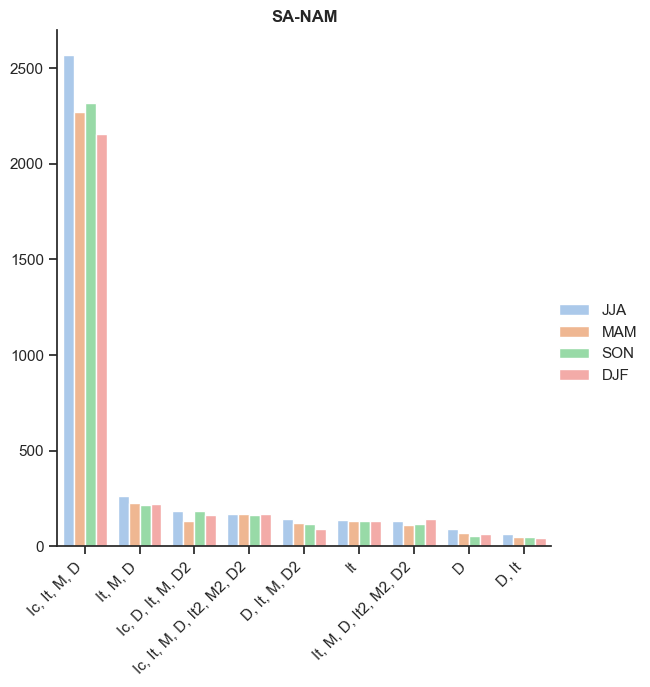 SA-NAM
2500
2000
1500
1000
500
0
JJA
MAM
SON
DJF
Ic, It, M, D
It, M, D
Ic, D, It, M, D2
Ic, It, M, D, It2, M2, D2
D, It, M, D2
It
It, M, D, It2, M2, D2
D
D, It